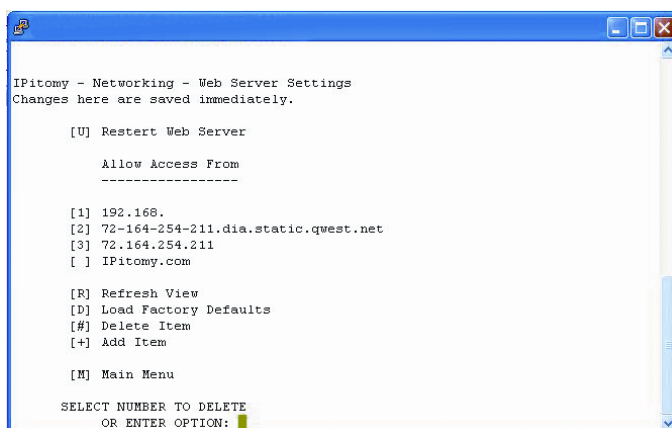 IPitomy - Networking - Web Server Settings
Changes here are saved immediately.
[U] Restert Web Server
Allow Access From
-----------------
[1] 192.168.
[2] 72-164-254-211.dia.static.qwest.net
[3] 72.164.254.211
[ ] IPitomy.com
[R] Refresh View
[D] Load Factory Defaults
[#] Delete Item
[+] Add Item
[M] Main Menu
SELECT NUMBER TO DELETE
OR ENTER OPTION: